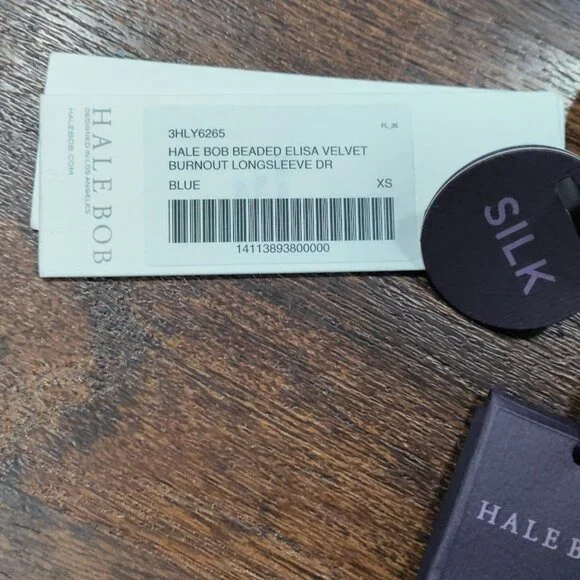 HALE BOB
DESIGNED IN LOS ANGELES
HALEBOB.COM
3HLY6265
FL_36
HALE BOB BEADED ELISA VELVET
BURNOUT LONGSLEEVE DR
BLUE XS
14113893800000
SILK
HALE B